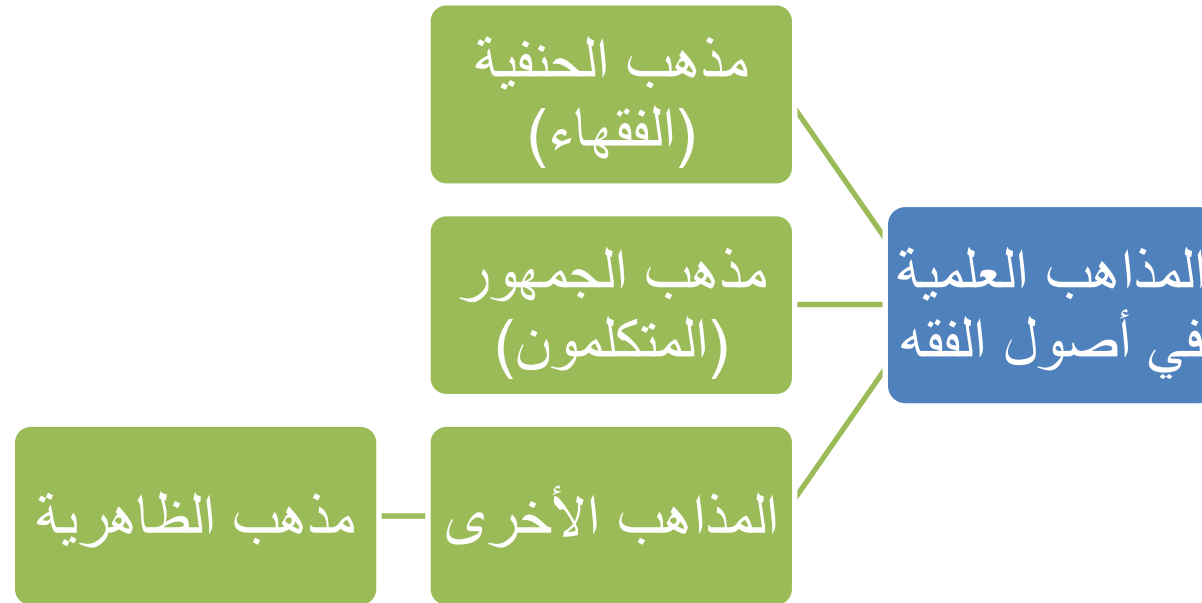 المذاهب العلمية
في أصول الفقه
مذهب الحنفية
(الفقهاء)
مذهب الجمهور
(المتكلمون)
المذاهب الأخرى
مذهب الظاهرية